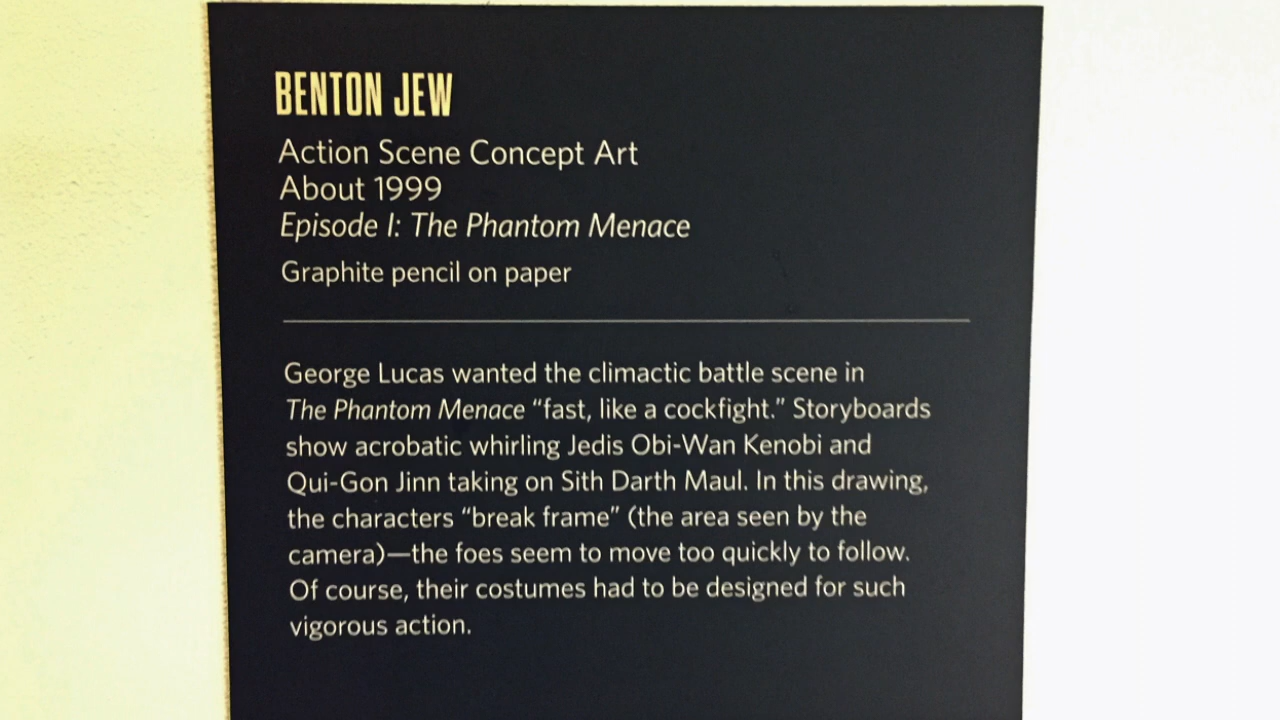 BENTON JEW
Action Scene Concept Art
About 1999
Episode I: The Phantom Menace
Graphite pencil on paper
George Lucas wanted the climactic battle scene in
The Phantom Menace “fast, like a cockfight.” Storyboards
show acrobatic whirling Jedis Obi-Wan Kenobi and
Qui-Gon Jinn taking on Sith Darth Maul. In this drawing,
the characters “break frame” (the area seen by the
camera)—the foes seem to move too quickly to follow.
Of course, their costumes had to be designed for such
vigorous action.